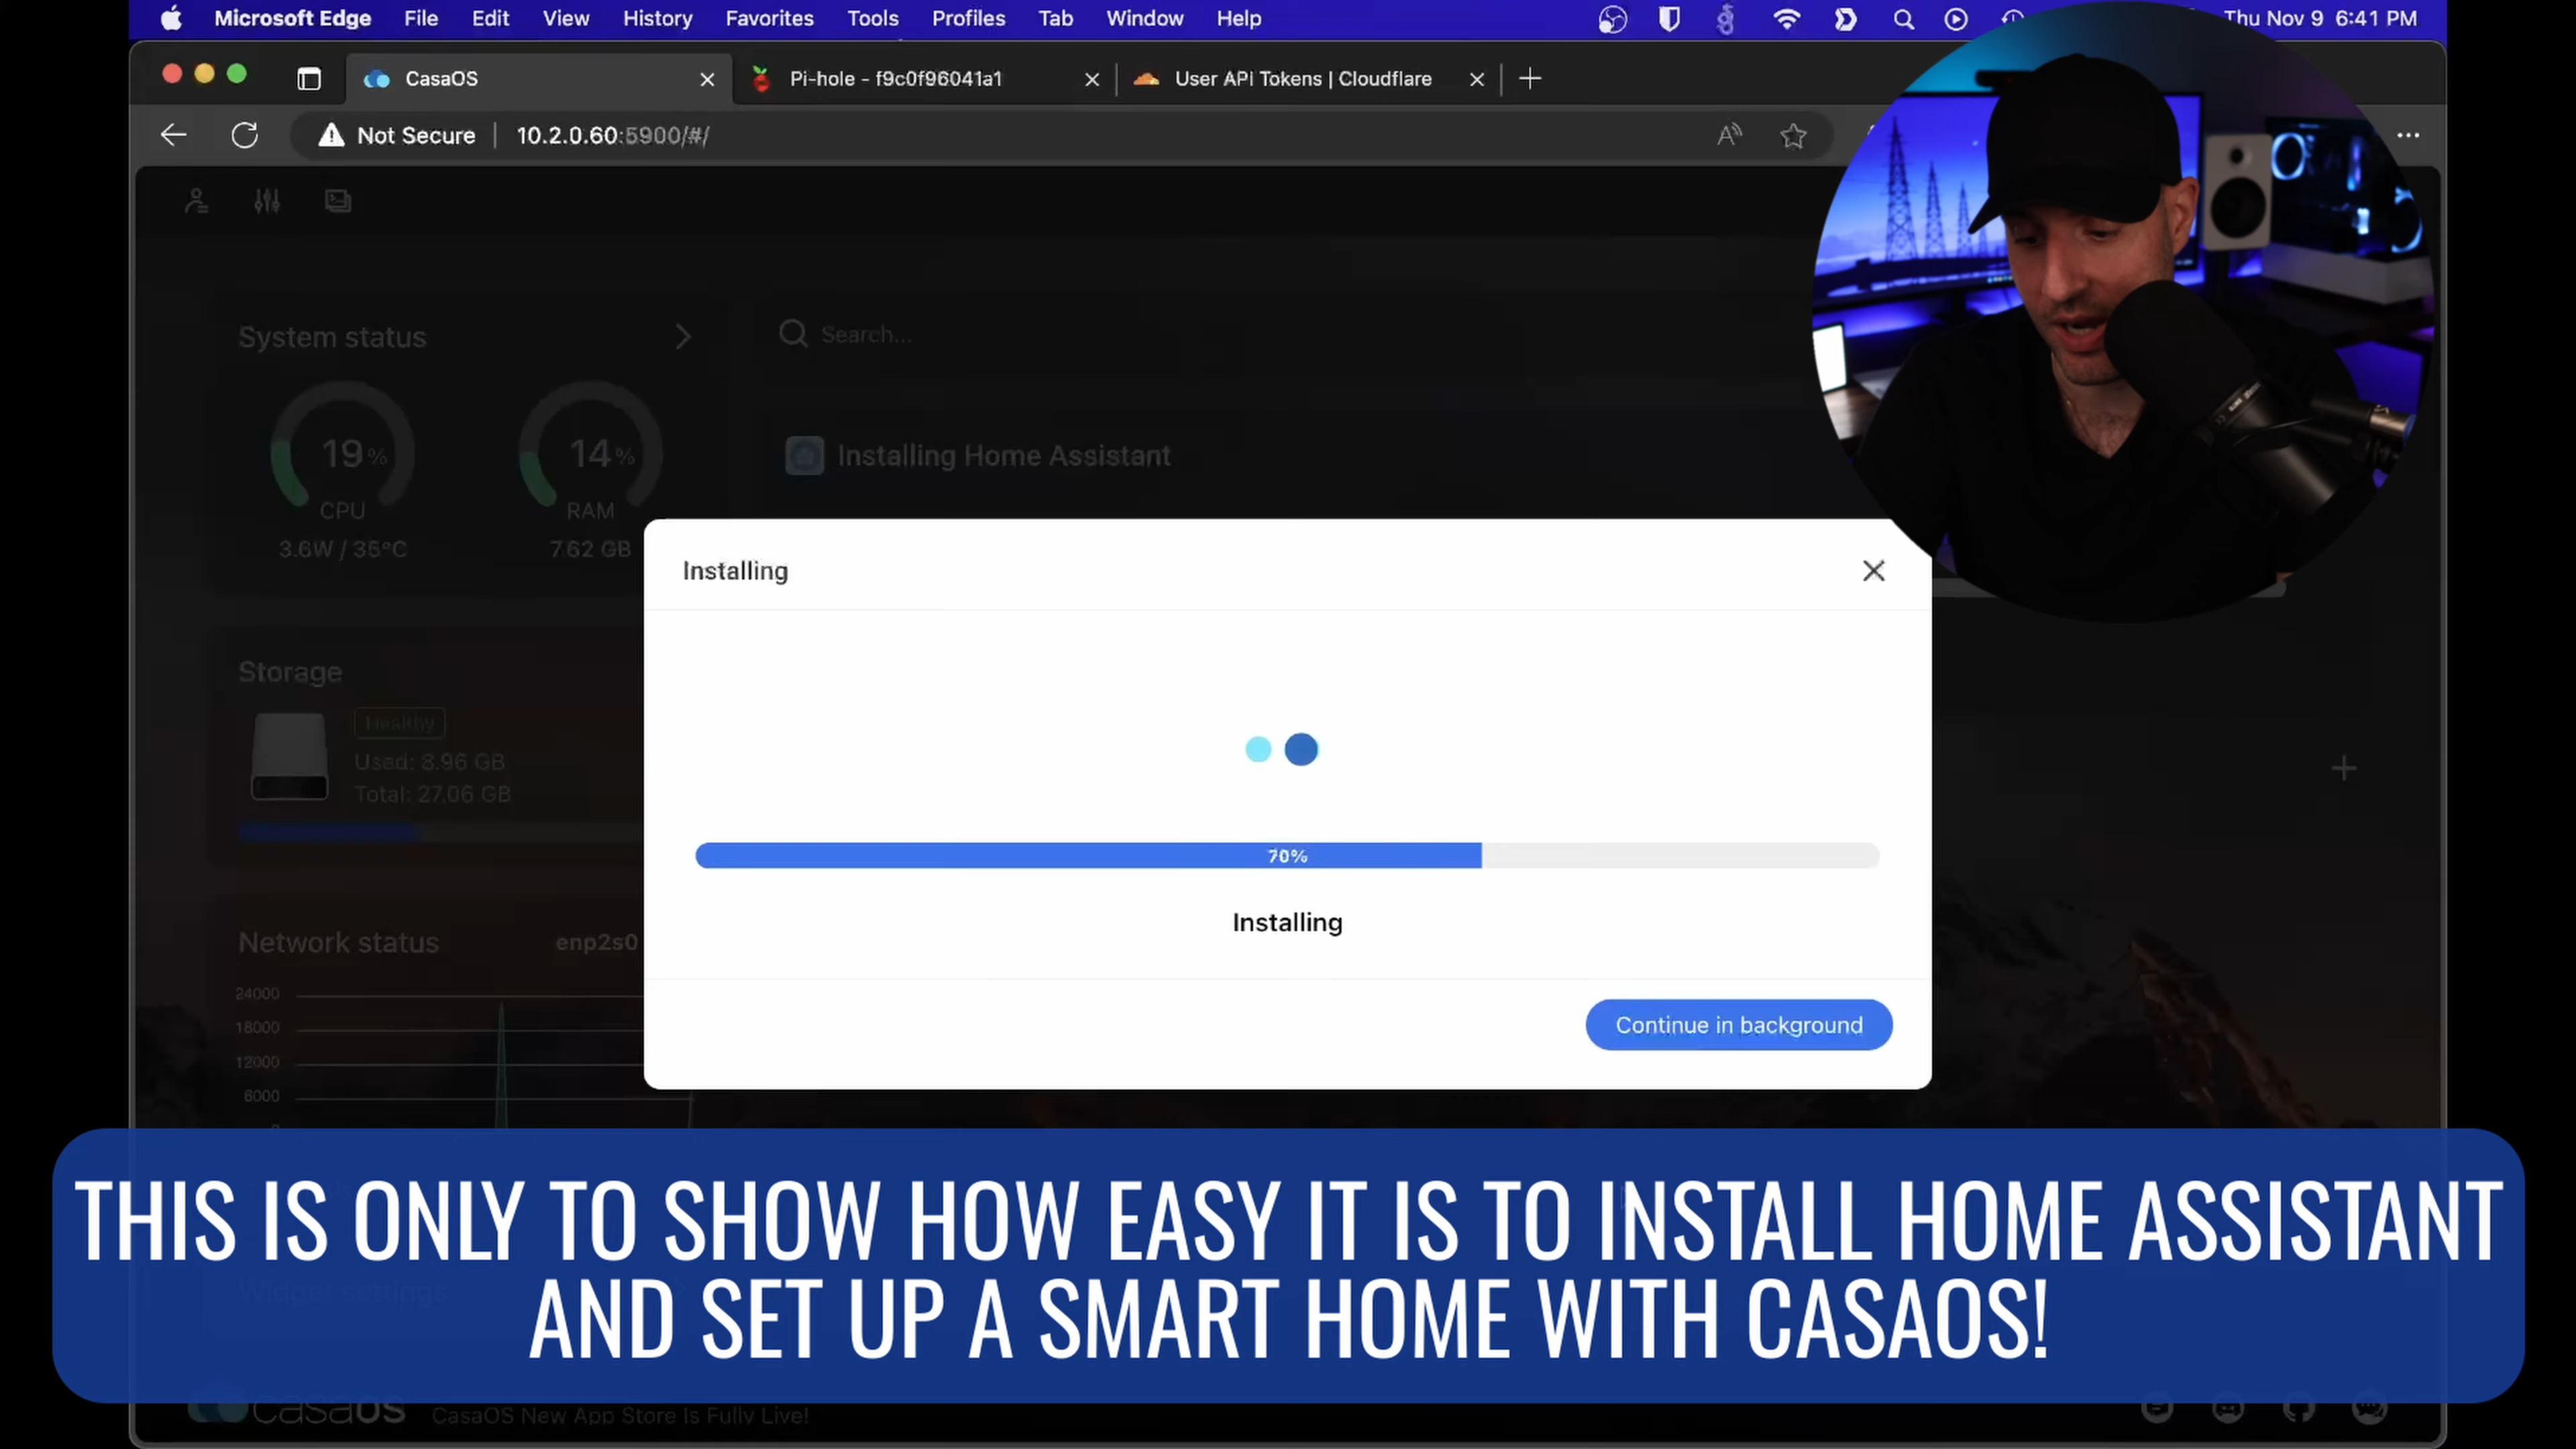 Microsoft Edge File Edit View History Favorites Tools Profiles Tab Window Help Thu Nov 9 6:41 PM
CasaOS Pi-hole - f9c0f96041a1 User API Tokens | Cloudflare
Not Secure 10.2.0.60:5900/#/
System status
Search...
19% 14%
Installing Home Assistant
CPU RAM
3.6W / 35°C 7.62 GB
Installing
Storage
Healthy
Used: 8.96 GB
Total: 27.06 GB
70%
Installing
Network status enp2s0
24000
18000
12000
6000
0
Continue in background
THIS IS ONLY TO SHOW HOW EASY IT IS TO INSTALL HOME ASSISTANT
AND SET UP A SMART HOME WITH CASAOS!
Widget settings
casaOS CasaOS New App Store Is Fully Live!